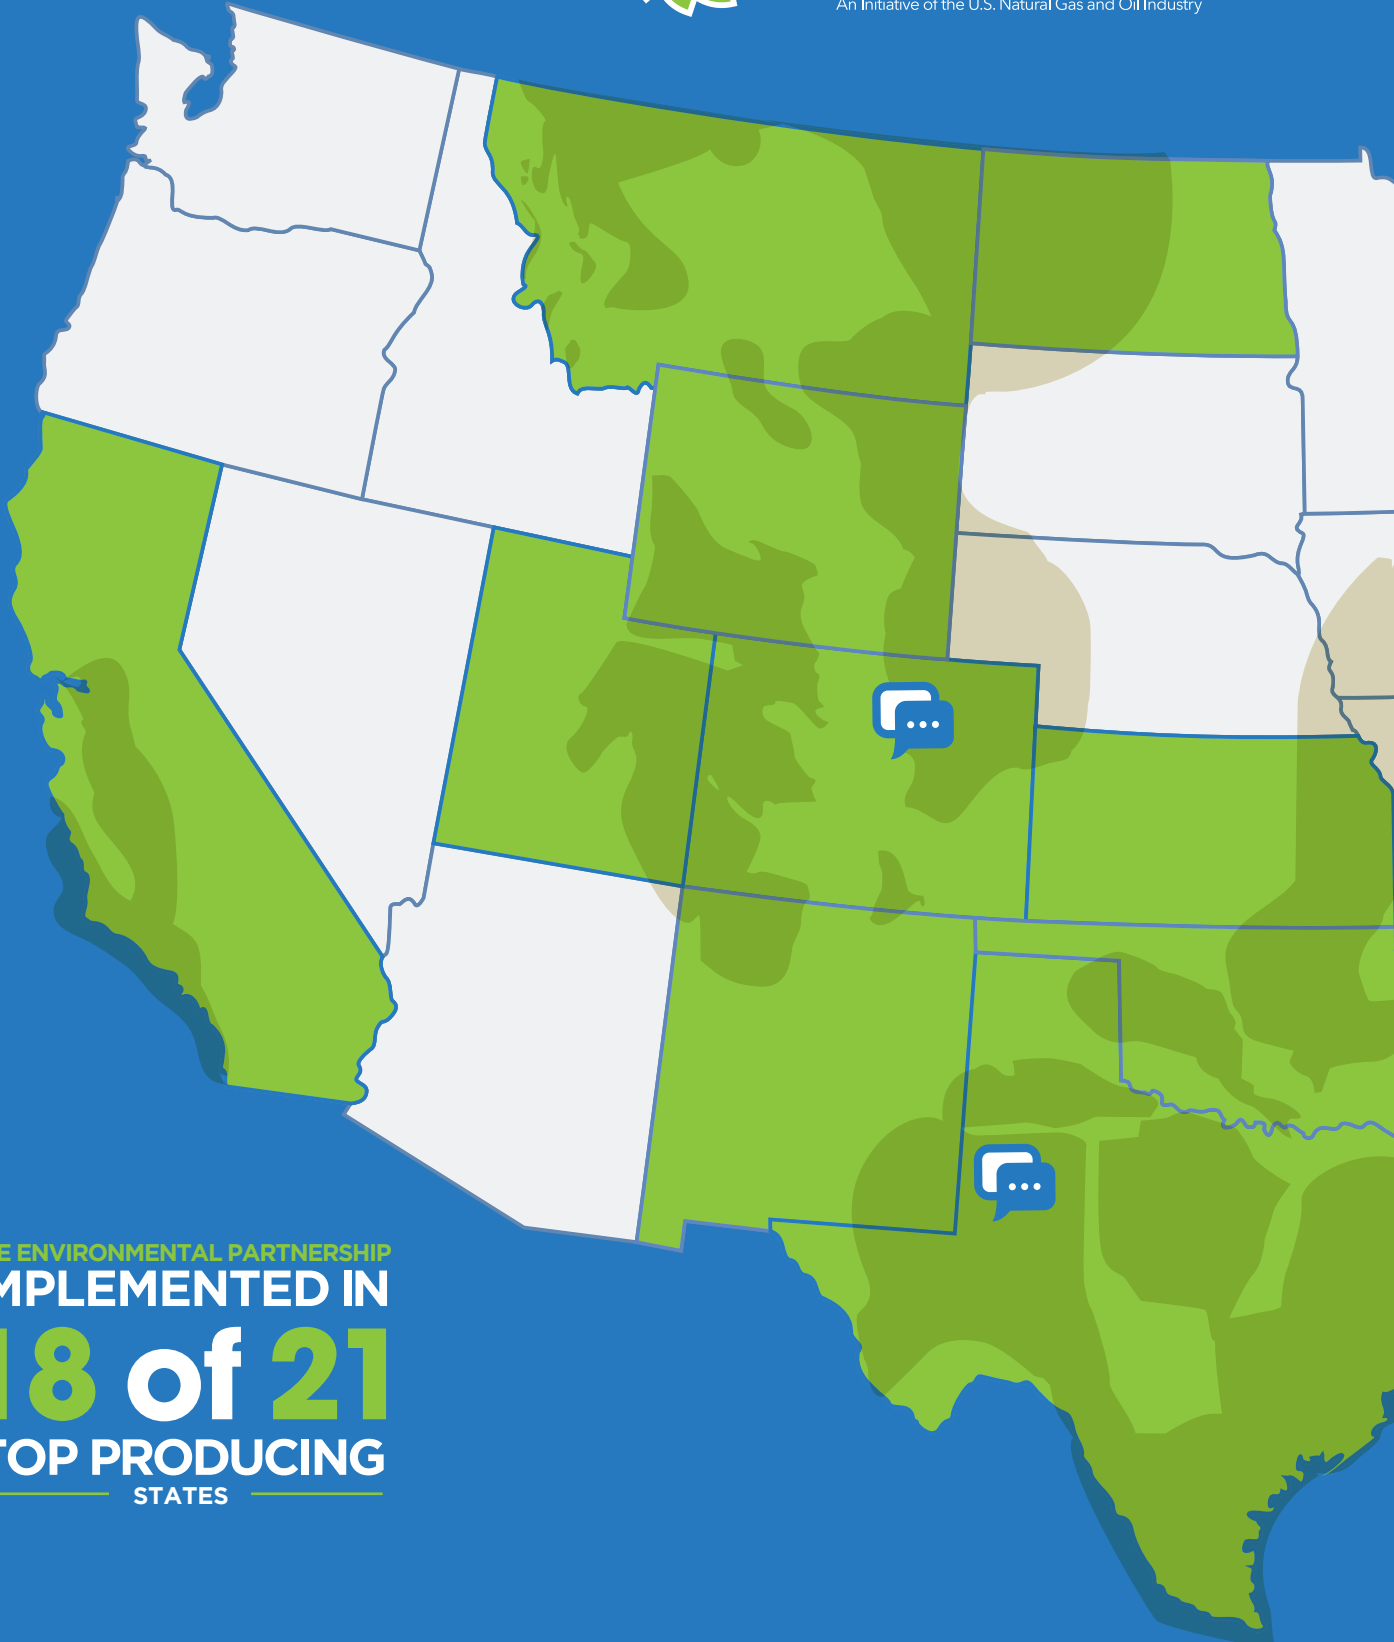 An Initiative of the U.S. Natural Gas and Oil Industry
E ENVIRONMENTAL PARTNERSHIP
MPLEMENTED IN
18 of 21
TOP PRODUCING
STATES